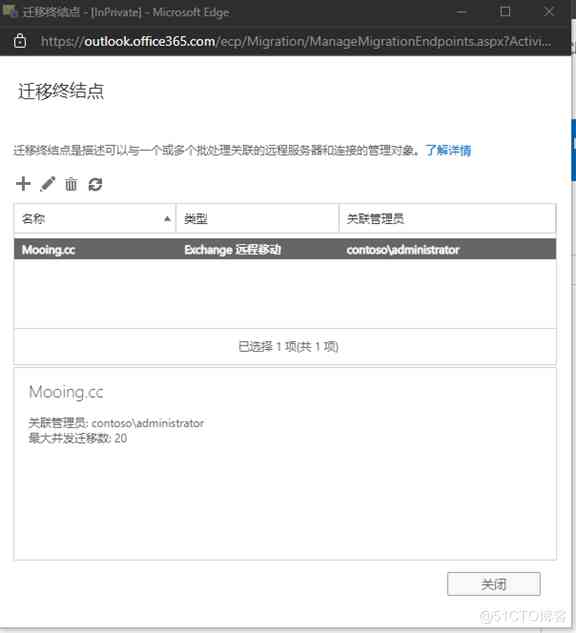 迁移终结点 - [InPrivate] - Microsoft Edge
https://outlook.office365.com/ecp/Migration/ManageMigrationEndpoints.aspx?Activi...
迁移终结点
迁移终结点是描述可以与一个或多个批处理关联的远程服务器和连接的管理对象。了解详情
名称 类型 关联管理员
Mooing.cc Exchange 远程移动 contoso\administrator
已选择 1 项(共 1 项)
Mooing.cc
关联管理员: contoso\administrator
最大并发迁移数: 20
关闭
@51CTO博客